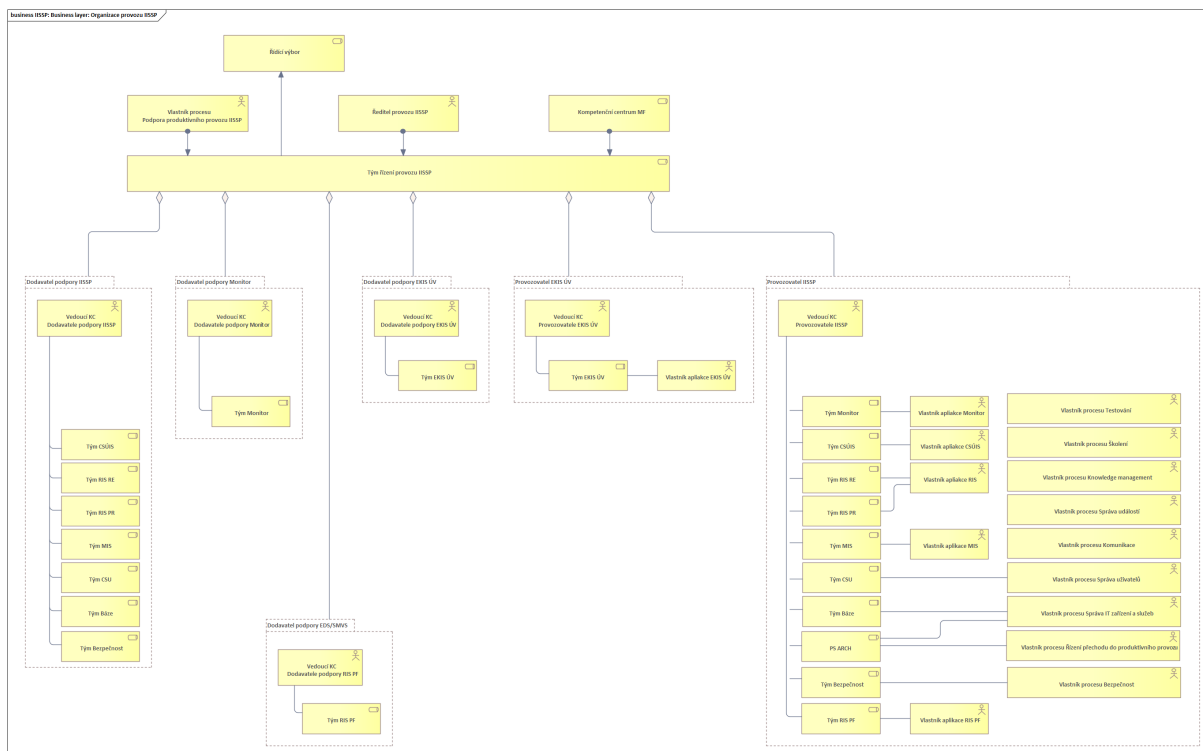 business IISSP: Business layer: Organizace provozu IISSP
Řídicí výbor
Vlastník procesu
Podpora produktivního provozu IISSP
Ředitel provozu IISSP
Kompetenční centrum MF
Tým řízení provozu IISSP
Dodavatel podpory IISSP
Vedoucí KC
Dodavatele podpory IISSP
Tým CSÚIS
Tým RIS RE
Tým RIS PR
Tým MIS
Tým CSU
Tým Báze
Tým Bezpečnost
Dodavatel podpory Monitor
Vedoucí KC
Dodavatele podpory Monitor
Tým Monitor
Dodavatel podpory EDS/SMVS
Vedoucí KC
Dodavatele podpory RIS PF
Tým RIS PF
Dodavatel podpory EKIS ÚV
Vedoucí KC
Dodavatele podpory EKIS ÚV
Tým EKIS ÚV
Provozovatel EKIS ÚV
Vedoucí KC
Provozovatele EKIS ÚV
Tým EKIS ÚV
Vlastník apliakce EKIS ÚV
Provozovatel IISSP
Vedoucí KC
Provozovatele IISSP
Tým Monitor
Vlastník apliakce Monitor
Vlastník procesu Testování
Tým CSÚIS
Vlastník apliakce CSÚIS
Vlastník procesu Školení
Tým RIS RE
Vlastník apliakce RIS
Vlastník procesu Knowledge management
Tým RIS PR
Vlastník procesu Správa událostí
Tým MIS
Vlastník aplikace MIS
Vlastník procesu Komunikace
Tým CSU
Vlastník procesu Správa uživatelů
Tým Báze
Vlastník procesu Správa IT zařízení a služeb
PS ARCH
Vlastník procesu Řízení přechodu do produktivního provozu
Tým Bezpečnost
Vlastník procesu Bezpečnost
Tým RIS PF
Vlastník aplikace RIS PF